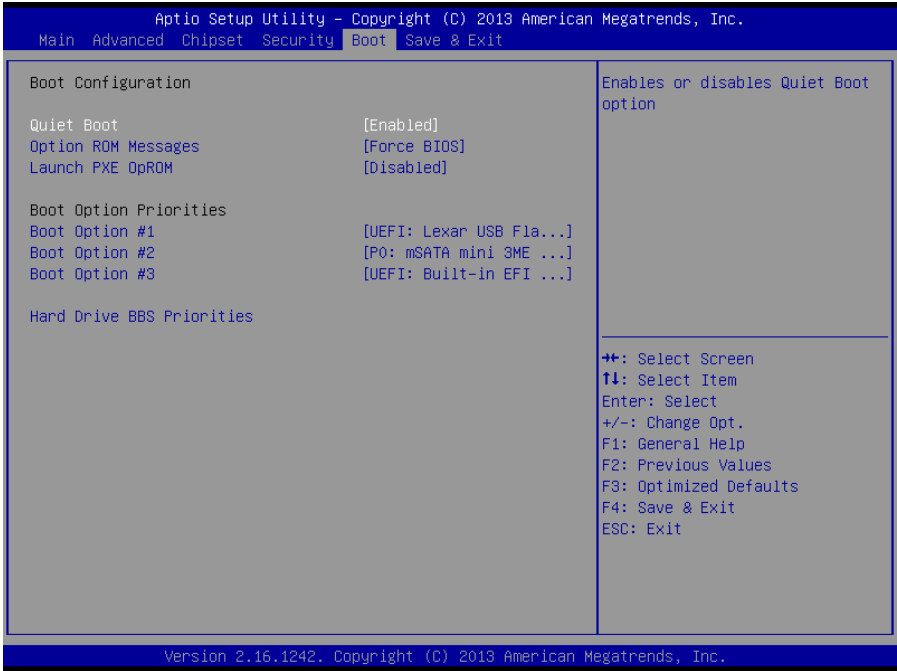 Aptio Setup Utility – Copyright (C) 2013 American Megatrends, Inc.
Main Advanced Chipset Security Boot Save & Exit
Boot Configuration
Quiet Boot [Enabled]
Option ROM Messages [Force BIOS]
Launch PXE OpROM [Disabled]
Boot Option Priorities
Boot Option #1 [UEFI: Lexar USB Fla...]
Boot Option #2 [P0: mSATA mini 3ME ...]
Boot Option #3 [UEFI: Built-in EFI ...]
Hard Drive BBS Priorities
Enables or disables Quiet Boot
option
→←: Select Screen
↑↓: Select Item
Enter: Select
+/-: Change Opt.
F1: General Help
F2: Previous Values
F3: Optimized Defaults
F4: Save & Exit
ESC: Exit
Version 2.16.1242. Copyright (C) 2013 American Megatrends, Inc.